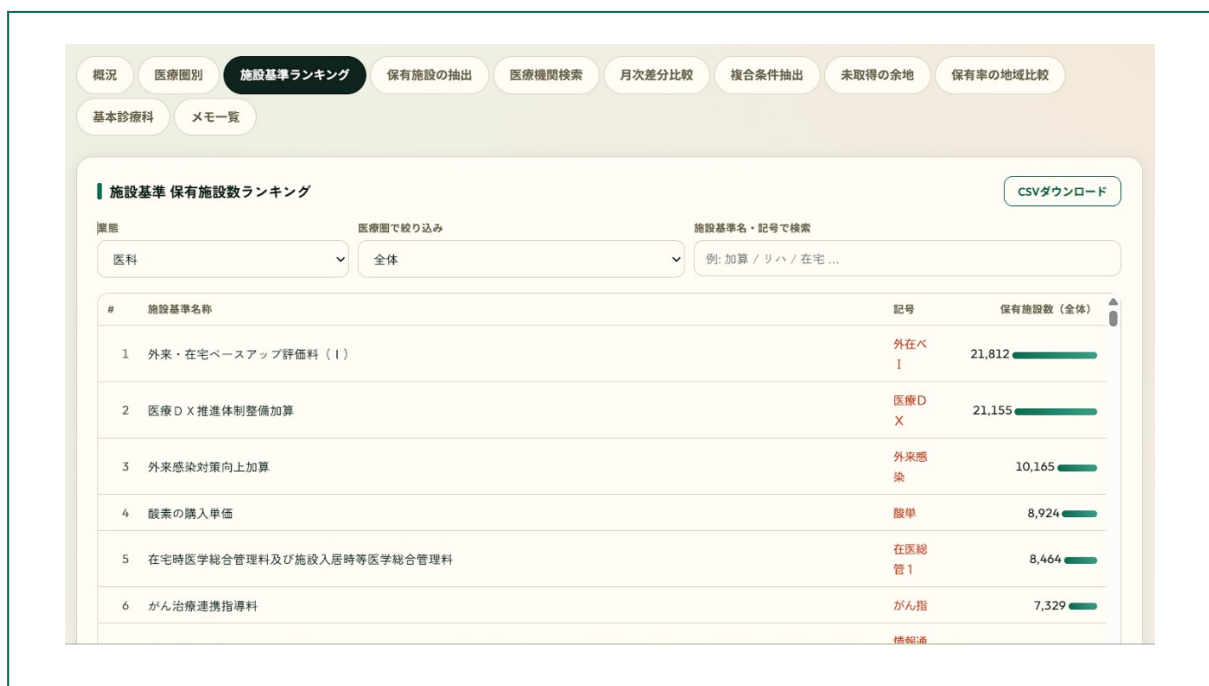 概況 医療圏別 施設基準ランキング 保有施設の抽出 医療機関検索 月次差分比較 複合条件抽出 未取得の余地 保有率の地域比較
基本診療科 メモ一覧
施設基準 保有施設数ランキング CSVダウンロード
業態 医療圏で絞り込み 施設基準名・記号で検索
医科 全体 例: 加算 / リハ / 在宅 ...
# 施設基準名称 記号 保有施設数（全体）
1 外来・在宅ベースアップ評価料（Ⅰ） 外在ベ
Ⅰ 21,812
2 医療ＤＸ推進体制整備加算 医療D
X 21,155
3 外来感染対策向上加算 外来感
染 10,165
4 酸素の購入単価 酸単 8,924
5 在宅時医学総合管理料及び施設入居時等医学総合管理料 在医総
管1 8,464
6 がん治療連携指導料 がん指 7,329
情報通